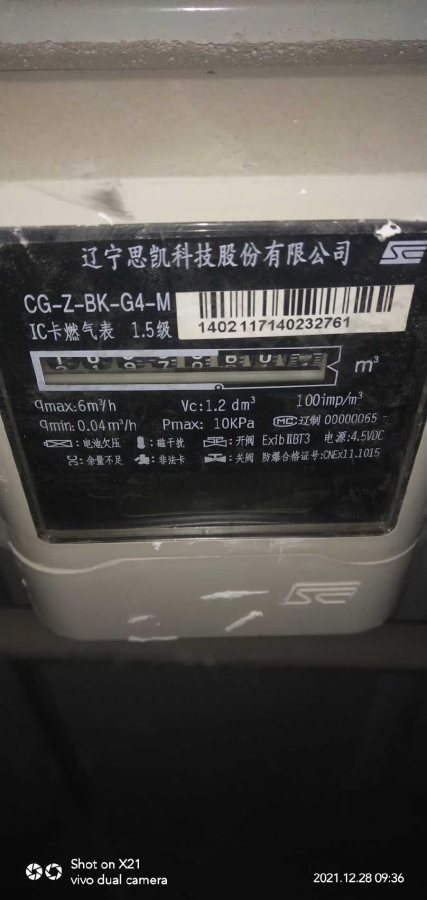 辽宁思凯科技股份有限公司
CG-Z-BK-G4-M
IC卡燃气表 1.5级
1402117140232761
m³
qmax:6m³/h Vc:1.2 dm³ 100imp/m³
qmin:0.04m³/h Pmax: 10KPa MC 辽制 00000065
:电池欠压 :磁干扰 :开阀 ExibⅡBT3 电源:4.5VDC
:余量不足 :非法卡 :关阀 防爆合格证号:CNEx11.1015
Shot on X21
vivo dual camera
2021.12.28 09:36